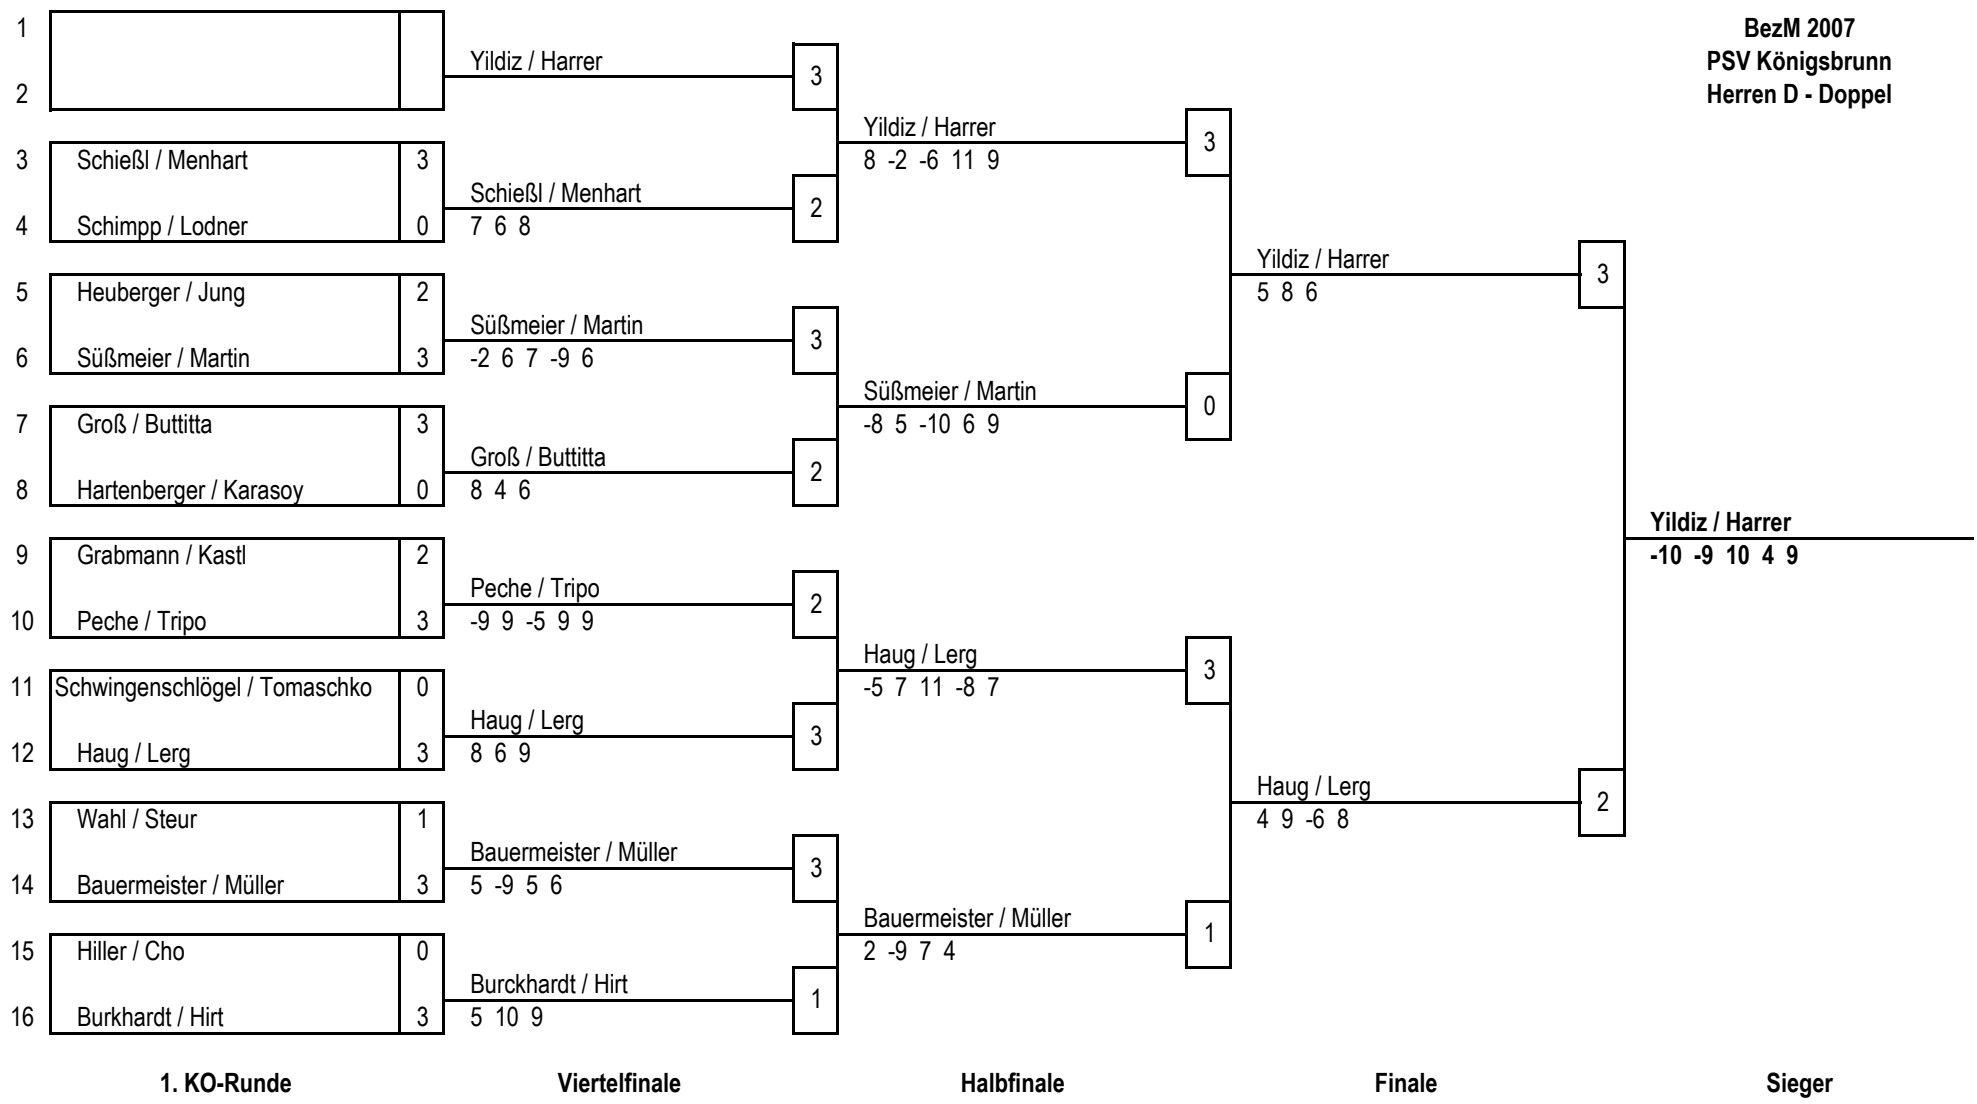 BezM 2007
PSV Königsbrunn
Herren D - Doppel
1
2
3 Schießl / Menhart 3
4 Schimpp / Lodner 0
5 Heuberger / Jung 2
6 Süßmeier / Martin 3
7 Groß / Buttitta 3
8 Hartenberger / Karasoy 0
9 Grabmann / Kastl 2
10 Peche / Tripo 3
11 Schwingenschlögel / Tomaschko 0
12 Haug / Lerg 3
13 Wahl / Steur 1
14 Bauermeister / Müller 3
15 Hiller / Cho 0
16 Burkhardt / Hirt 3
1. KO-Runde
Yildiz / Harrer
3
Schießl / Menhart
7 6 8
2
Süßmeier / Martin
-2 6 7 -9 6
3
Groß / Buttitta
8 4 6
2
Peche / Tripo
-9 9 -5 9 9
2
Haug / Lerg
8 6 9
3
Bauermeister / Müller
5 -9 5 6
3
Burckhardt / Hirt
5 10 9
1
Viertelfinale
Yildiz / Harrer
8 -2 -6 11 9
3
Süßmeier / Martin
-8 5 -10 6 9
0
Haug / Lerg
-5 7 11 -8 7
3
Bauermeister / Müller
2 -9 7 4
1
Halbfinale
Yildiz / Harrer
5 8 6
3
Haug / Lerg
4 9 -6 8
2
Finale
Yildiz / Harrer
-10 -9 10 4 9
Sieger